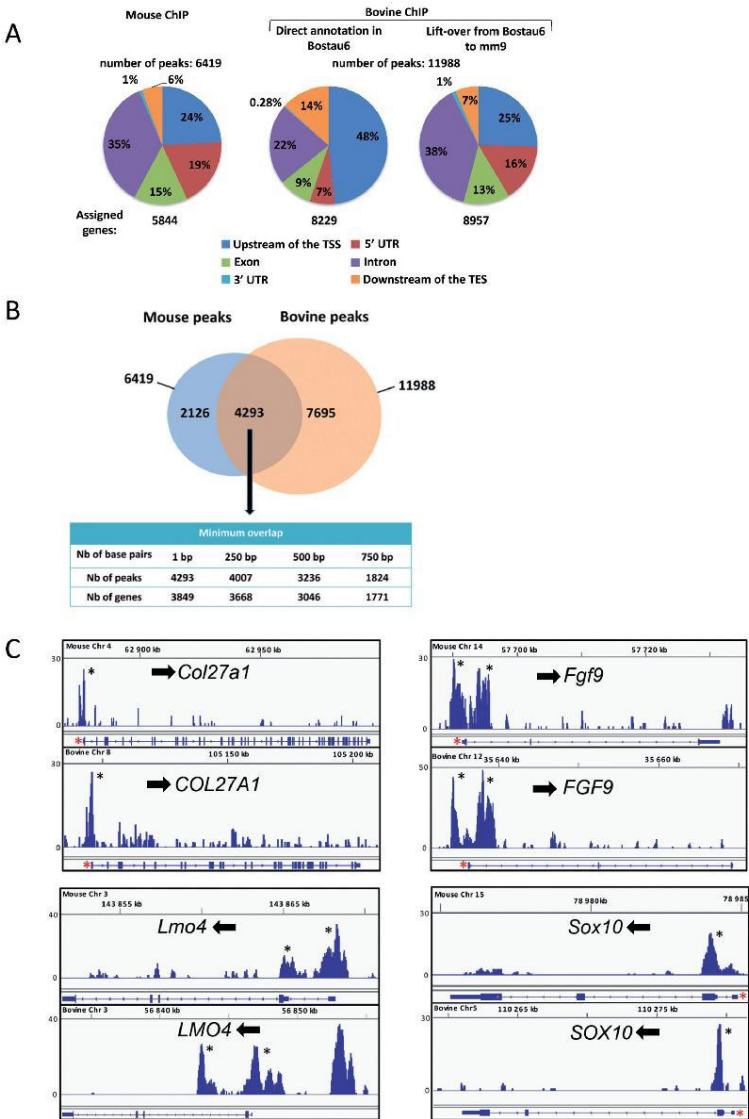 A
Mouse ChIP
Bovine ChIP
Direct annotation in Bostau6
Lift-over from Bostau6 to mm9
number of peaks: 6419
number of peaks: 11988
1%
6%
24%
19%
15%
35%
0.28%
14%
48%
7%
9%
22%
1%
7%
25%
16%
13%
38%
Assigned genes:
5844
8229
8957
Upstream of the TSS
5' UTR
Exon
Intron
3' UTR
Downstream of the TES
B
Mouse peaks
Bovine peaks
6419
2126
4293
7695
11988
Minimum overlap
Nb of base pairs 1 bp 250 bp 500 bp 750 bp
Nb of peaks 4293 4007 3236 1824
Nb of genes 3849 3668 3046 1771
C
Mouse Chr 4
62 900 kb
62 950
30
*
Col27a1
0
*
Bovine Chr 8
105 150 kb
105 200 kb
30
*
COL27A1
0
*
Mouse Chr 14
57 700 kb
57 720
30
*
*
Fgf9
0
*
Bovine Chr 12
35 640 kb
35 660
50
*
*
FGF9
0
*
Mouse Chr 3
143 855 kb
143 865
40
Lmo4
*
*
0
Bovine Chr 3
56 840 kb
56 850 kb
40
LMO4
*
*
0
Mouse Chr 15
78 980 kb
78 985
30
Sox10
*
0
*
Bovine Chr5
110 265 kb
110 275 kb
30
SOX10
*
0
*